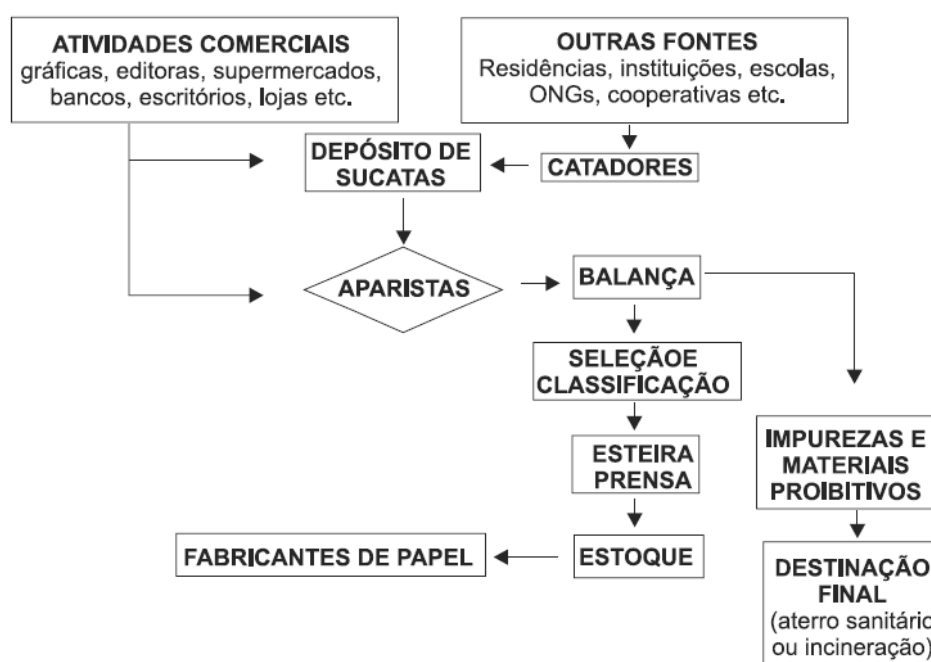 ATIVIDADES COMERCIAIS
gráficas, editoras, supermercados,
bancos, escritórios, lojas etc.
OUTRAS FONTES
Residências, instituições, escolas,
ONGs, cooperativas etc.
DEPÓSITO DE
SUCATAS
CATADORES
APARISTAS
BALANÇA
SELEÇÃOE
CLASSIFICAÇÃO
ESTEIRA
PRENSA
IMPUREZAS E
MATERIAIS
PROIBITIVOS
FABRICANTES DE PAPEL
ESTOQUE
DESTINAÇÃO
FINAL
(aterro sanitário
ou incineração)